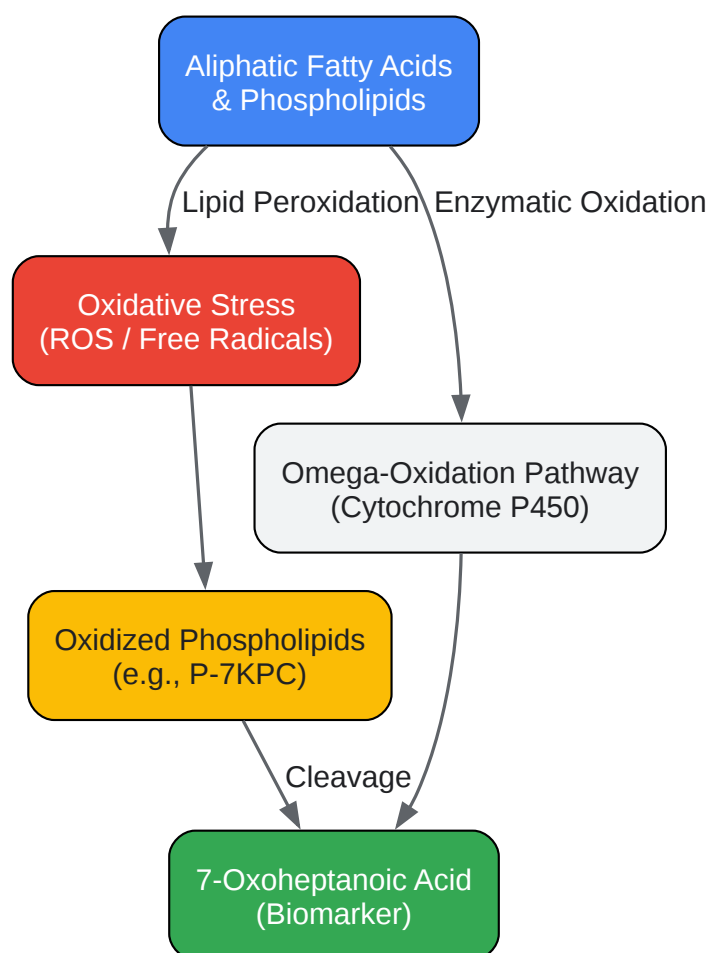 Aliphatic Fatty Acids
& Phospholipids
Lipid Peroxidation
Enzymatic Oxidation
Oxidative Stress
(ROS / Free Radicals)
Omega-Oxidation Pathway
(Cytochrome P450)
Oxidized Phospholipids
(e.g., P-7KPC)
Cleavage
7-Oxoheptanoic Acid
(Biomarker)